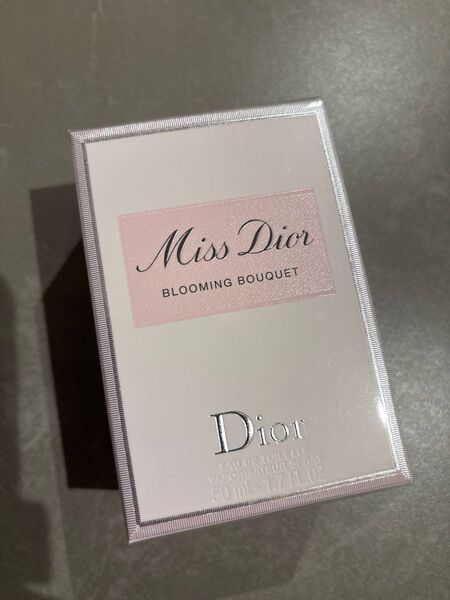 Miss Dior
BLOOMING BOUQUET
Dior
EAU DE TOILETTE
VAPORISATEUR SPRAY
50 ml - 1.7 FL.OZ